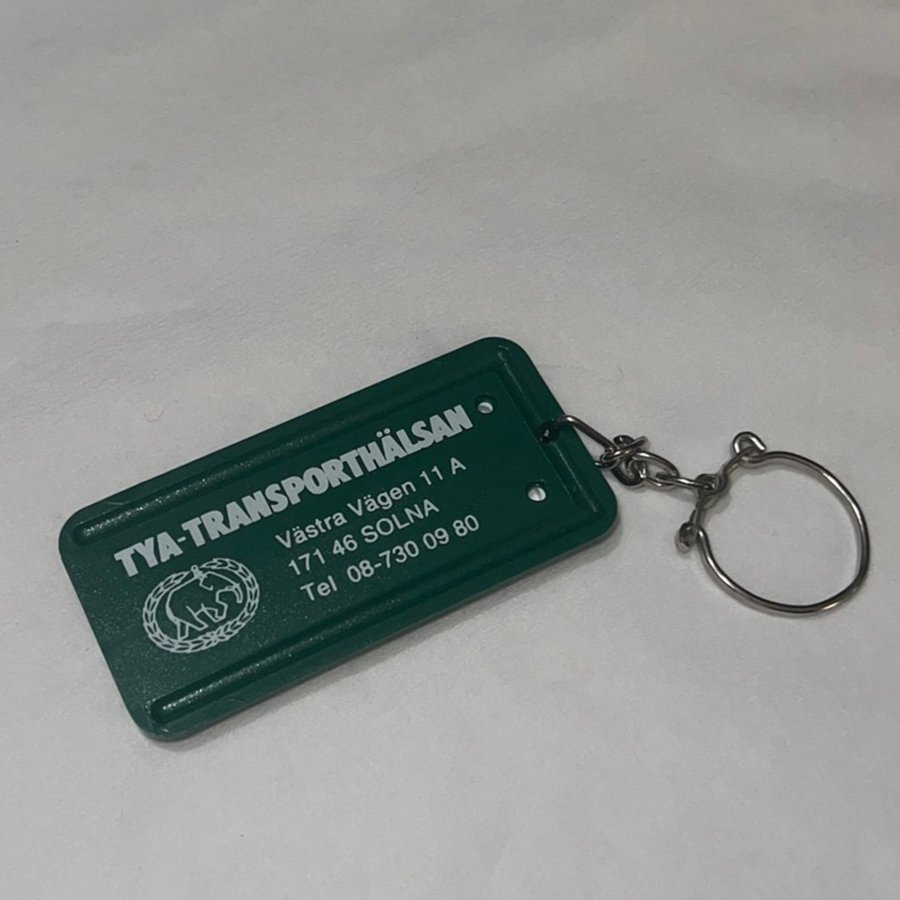 TYA-TRANSPORTHÄLSAN
Västra Vägen 11 A
171 46 SOLNA
Tel 08-730 09 80